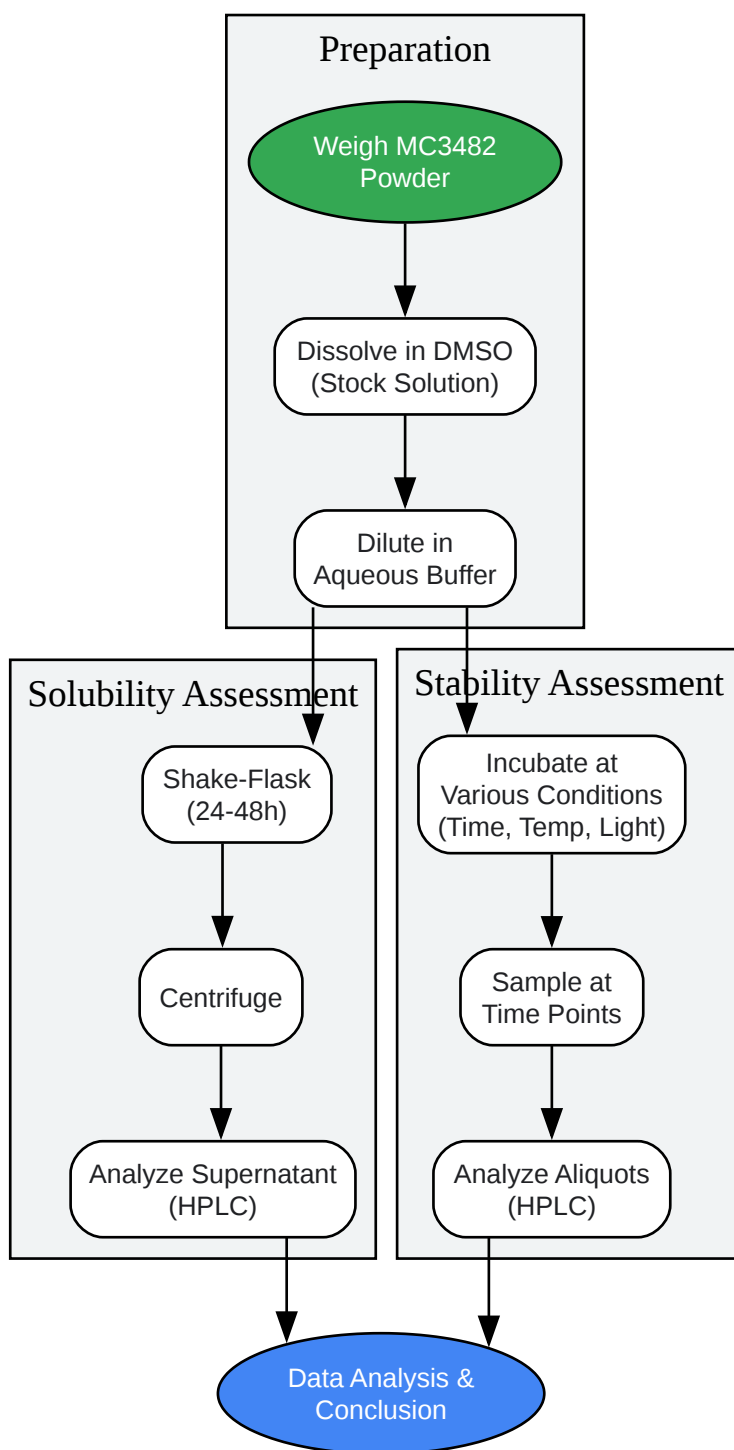 Preparation
Weigh MC3482
Powder
Dissolve in DMSO
(Stock Solution)
Dilute in
Aqueous Buffer
Solubility Assessment
Shake-Flask
(24-48h)
Centrifuge
Analyze Supernatant
(HPLC)
Stability Assessment
Incubate at
Various Conditions
(Time, Temp, Light)
Sample at
Time Points
Analyze Aliquots
(HPLC)
Data Analysis &
Conclusion